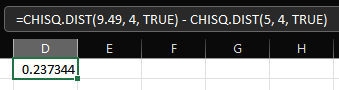 =CHISQ.DIST(9.49, 4, TRUE) - CHISQ.DIST(5, 4, TRUE)
D E F G H
0.237344